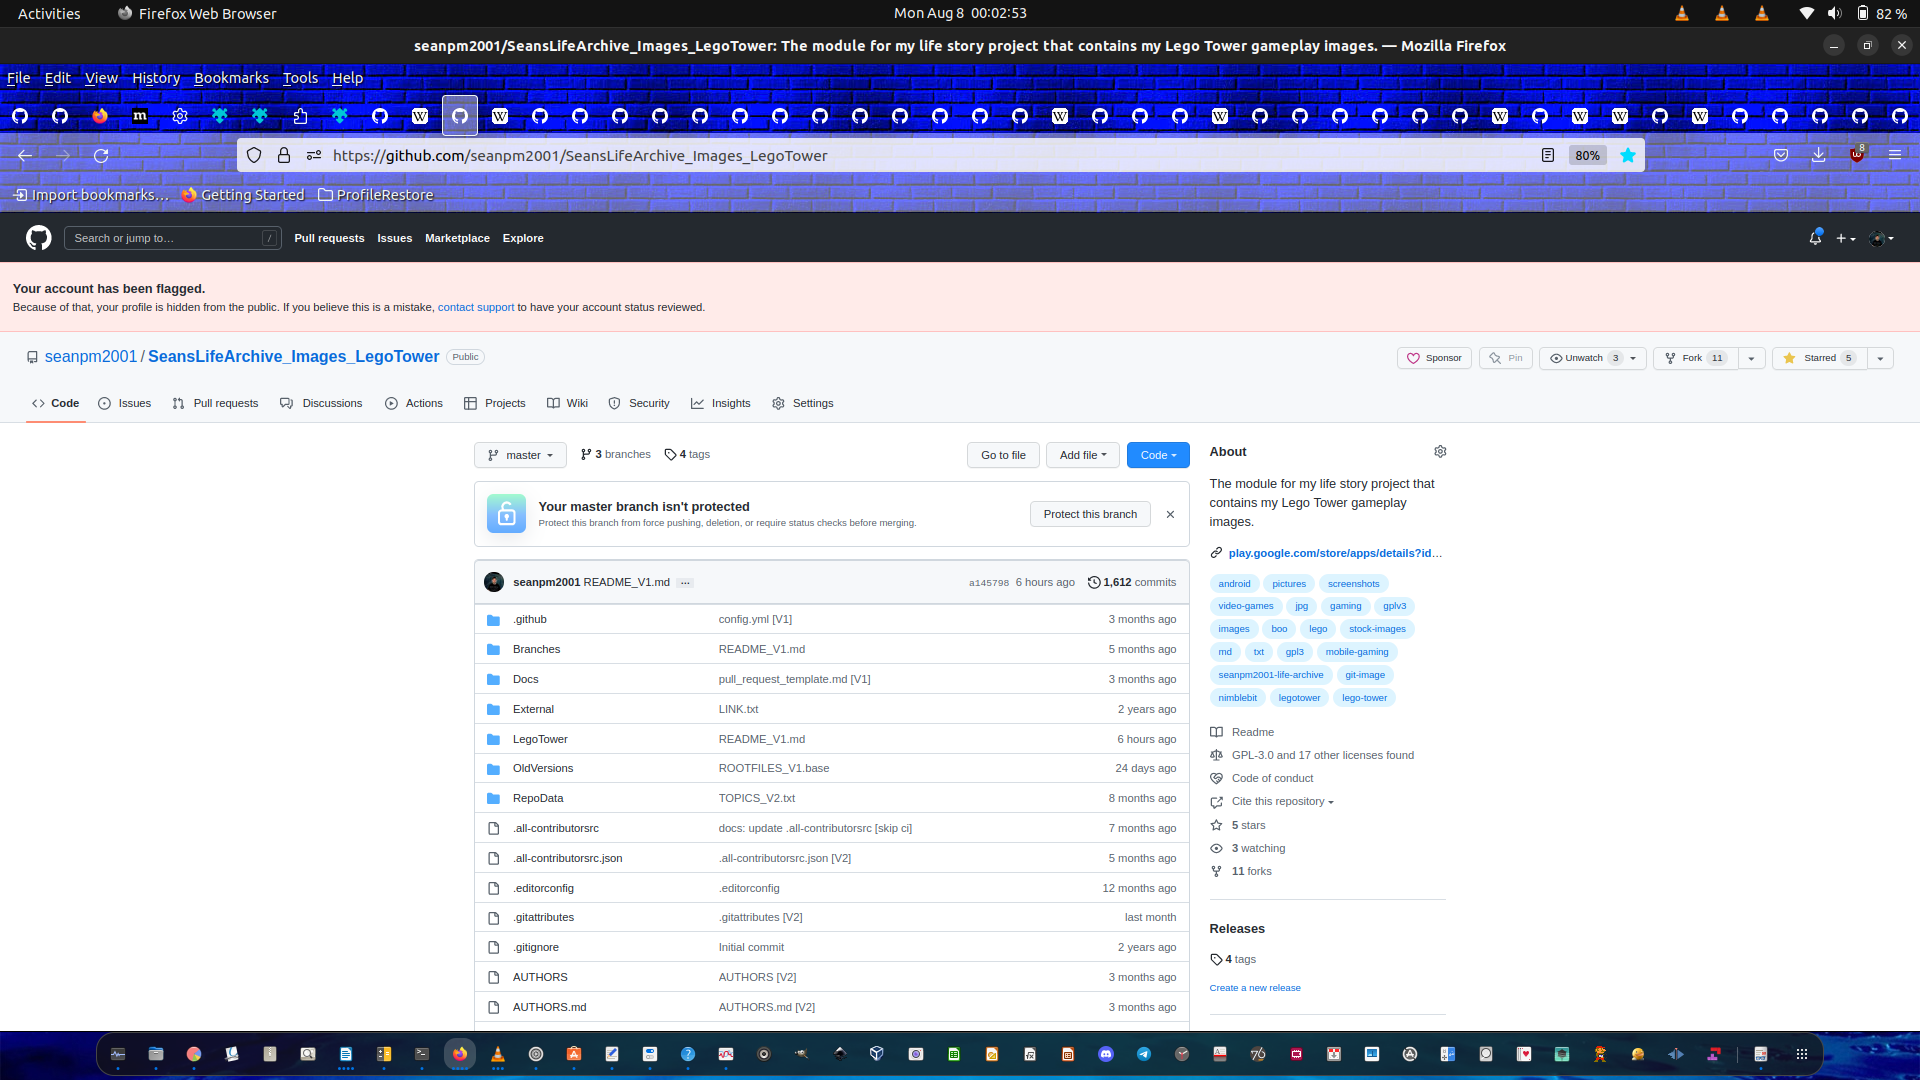 Activities
Firefox Web Browser
Mon Aug 8 00:02:53
82 %
seanpm2001/SeansLifeArchive_Images_LegoTower: The module for my life story project that contains my Lego Tower gameplay images. — Mozilla Firefox
File Edit View History Bookmarks Tools Help
https://github.com/seanpm2001/SeansLifeArchive_Images_LegoTower
80%
8
Import bookmarks…
Getting Started
ProfileRestore
Search or jump to…
/
Pull requests
Issues
Marketplace
Explore
Your account has been flagged.
Because of that, your profile is hidden from the public. If you believe this is a mistake, contact support to have your account status reviewed.
seanpm2001 / SeansLifeArchive_Images_LegoTower
Public
Sponsor
Pin
Unwatch 3
Fork 11
Starred 5
Code
Issues
Pull requests
Discussions
Actions
Projects
Wiki
Security
Insights
Settings
master
3 branches
4 tags
Go to file
Add file
Code
Your master branch isn't protected
Protect this branch from force pushing, deletion, or require status checks before merging.
Protect this branch
seanpm2001 README_V1.md ...
a145798 6 hours ago
1,612 commits
.github config.yml [V1] 3 months ago
Branches README_V1.md 5 months ago
Docs pull_request_template.md [V1] 3 months ago
External LINK.txt 2 years ago
LegoTower README_V1.md 6 hours ago
OldVersions ROOTFILES_V1.base 24 days ago
RepoData TOPICS_V2.txt 8 months ago
.all-contributorsrc docs: update .all-contributorsrc [skip ci] 7 months ago
.all-contributorsrc.json .all-contributorsrc.json [V2] 5 months ago
.editorconfig .editorconfig 12 months ago
.gitattributes .gitattributes [V2] last month
.gitignore Initial commit 2 years ago
AUTHORS AUTHORS [V2] 3 months ago
AUTHORS.md AUTHORS.md [V2] 3 months ago
About
The module for my life story project that
contains my Lego Tower gameplay
images.
play.google.com/store/apps/details?id…
android pictures screenshots
video-games jpg gaming gplv3
images boo lego stock-images
md txt gpl3 mobile-gaming
seanpm2001-life-archive git-image
nimblebit legotower lego-tower
Readme
GPL-3.0 and 17 other licenses found
Code of conduct
Cite this repository
5 stars
3 watching
11 forks
Releases
4 tags
Create a new release